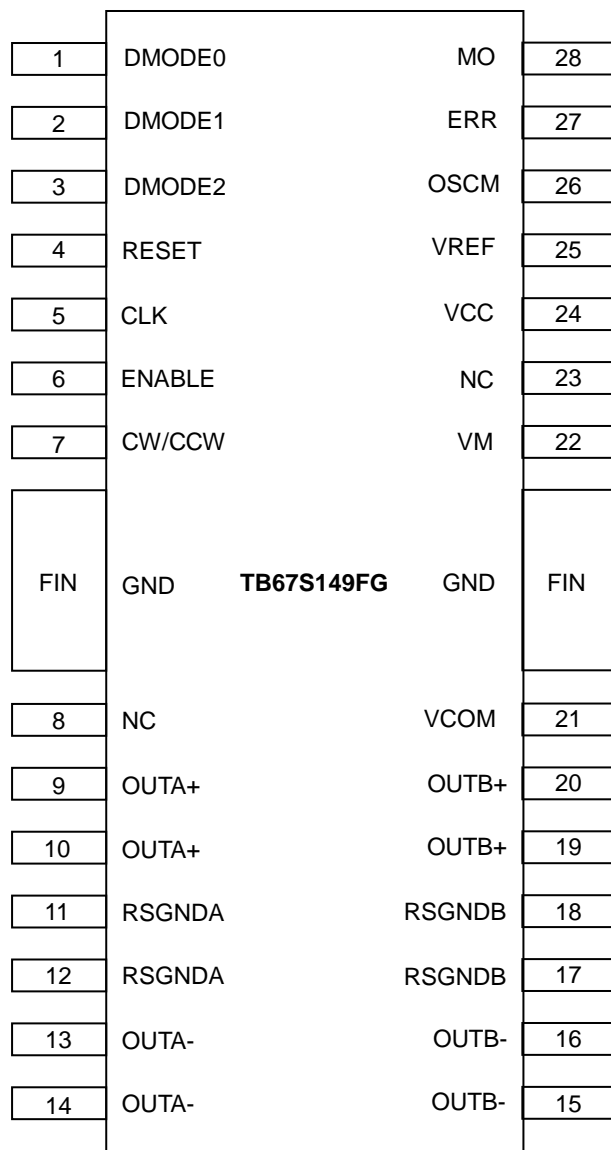 1 DMODE0 MO 28
2 DMODE1 ERR 27
3 DMODE2 OSCM 26
4 RESET VREF 25
5 CLK VCC 24
6 ENABLE NC 23
7 CW/CCW VM 22
FIN GND TB67S149FG GND FIN
8 NC VCOM 21
9 OUTA+ OUTB+ 20
10 OUTA+ OUTB+ 19
11 RSGNDA RSGNDB 18
12 RSGNDA RSGNDB 17
13 OUTA- OUTB- 16
14 OUTA- OUTB- 15